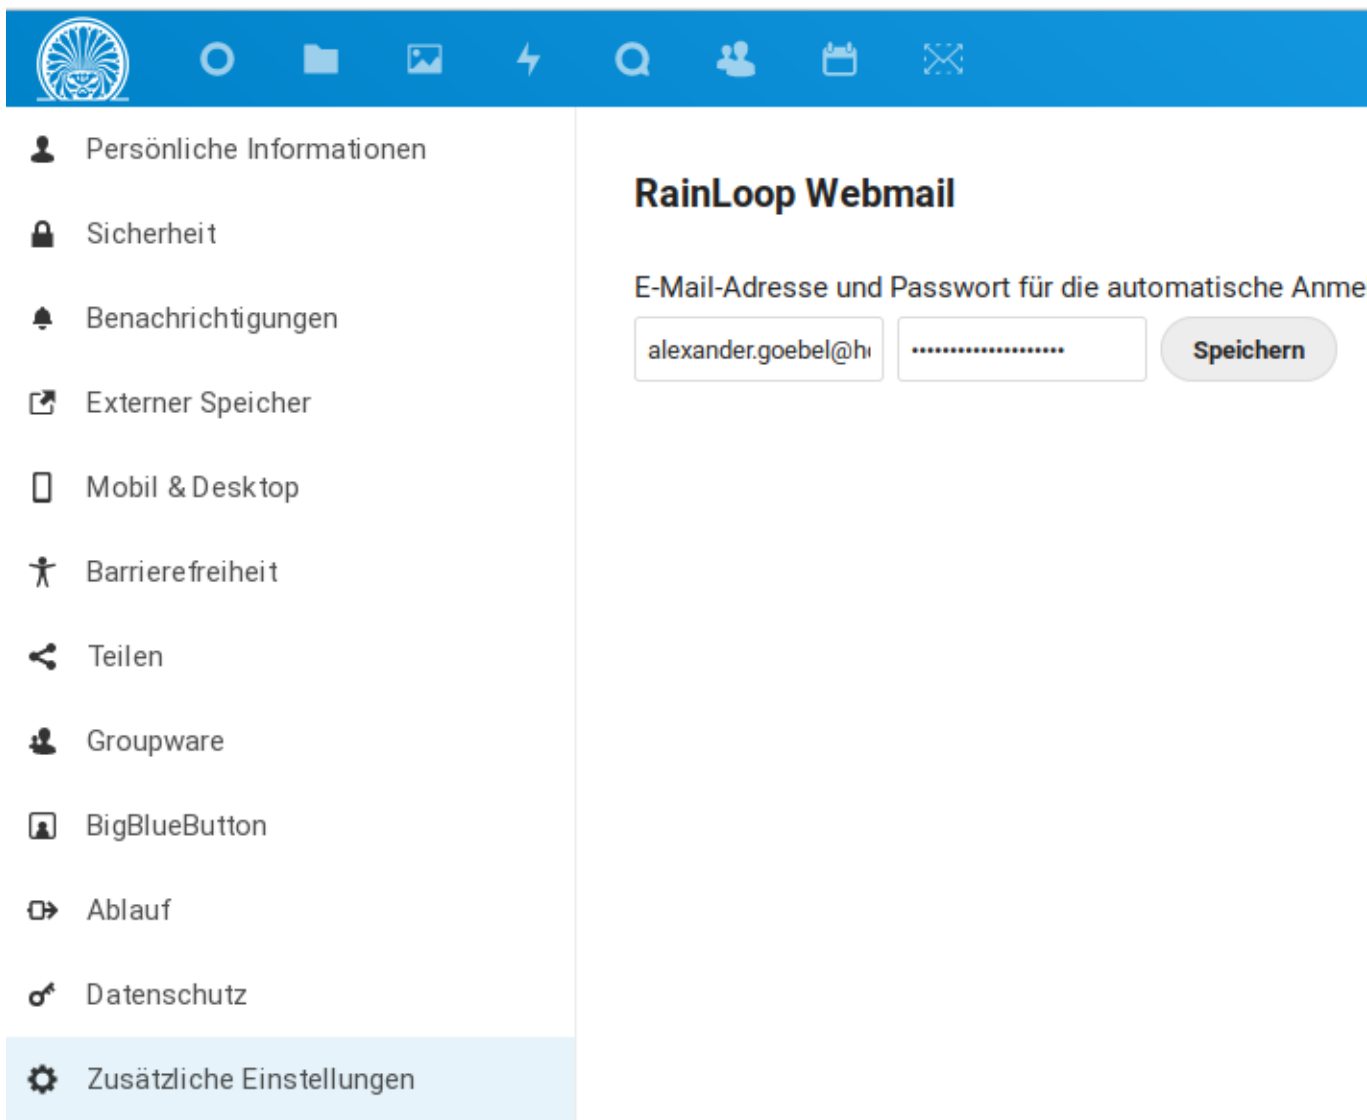 Persönliche Informationen
Sicherheit
Benachrichtigungen
Externer Speicher
Mobil & Desktop
Barrierefreiheit
Teilen
Groupware
BigBlueButton
Ablauf
Datenschutz
Zusätzliche Einstellungen
RainLoop Webmail
E-Mail-Adresse und Passwort für die automatische Anme
alexander.goebel@h
••••••••••••••••••••
Speichern